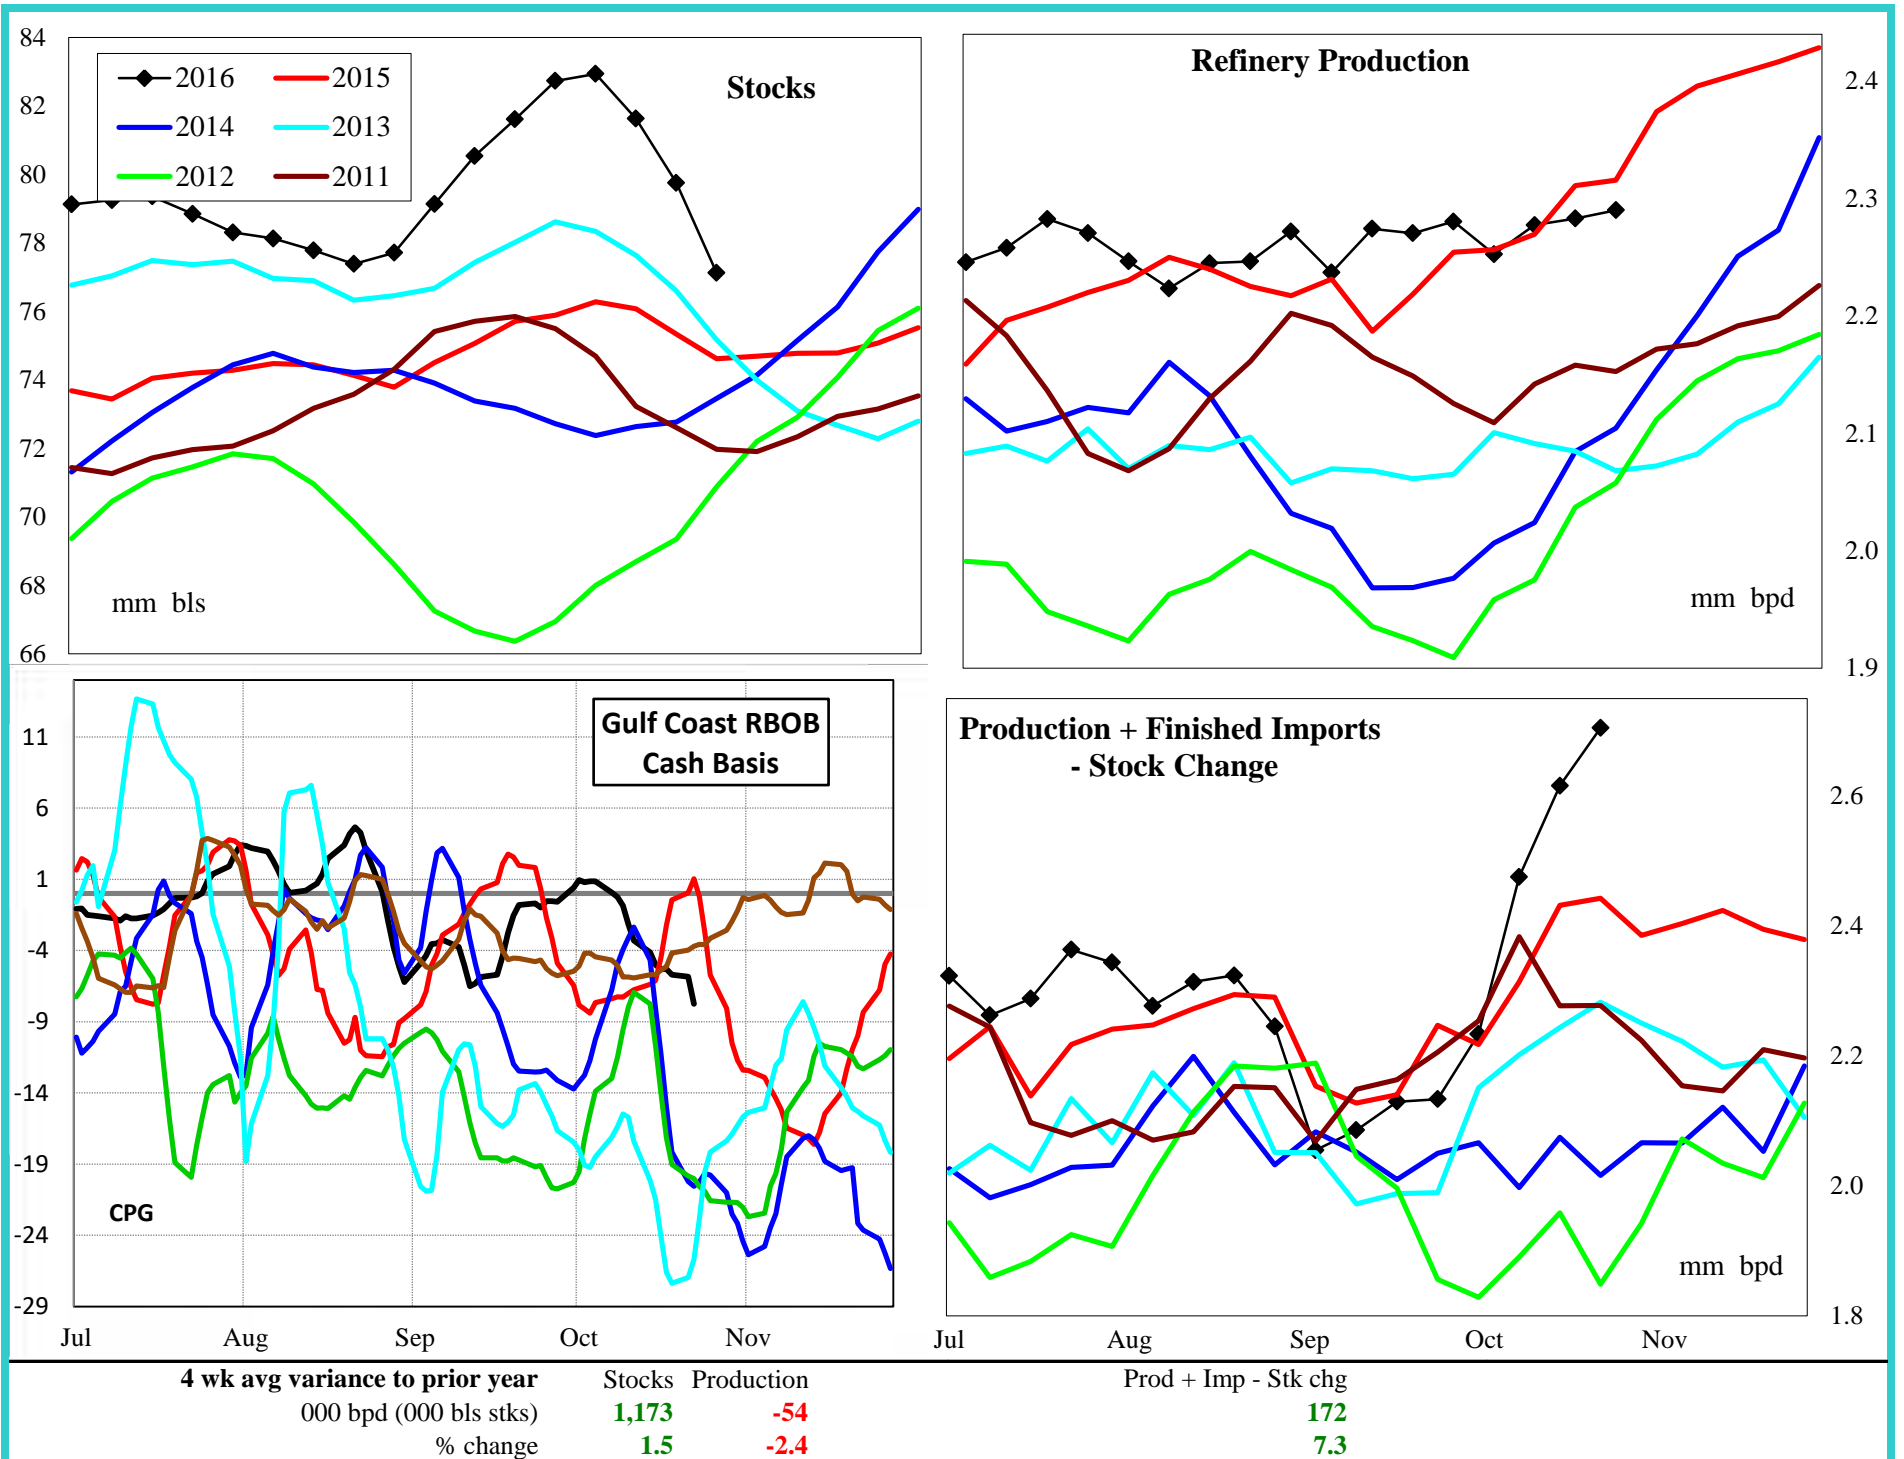 84
82
80
78
76
74
72
70
68
66
2016
2015
2014
2013
2012
2011
Stocks
mm bls
Refinery Production
2.4
2.3
2.2
2.1
2.0
1.9
mm bpd
11
6
1
-4
-9
-14
-19
-24
-29
Gulf Coast RBOB
Cash Basis
CPG
Jul Aug Sep Oct Nov
Production + Finished Imports
- Stock Change
2.6
2.4
2.2
2.0
1.8
mm bpd
Jul Aug Sep Oct Nov
4 wk avg variance to prior year Stocks Production Prod + Imp - Stk chg
000 bpd (000 bls stks) 1,173 -54 172
% change 1.5 -2.4 7.3